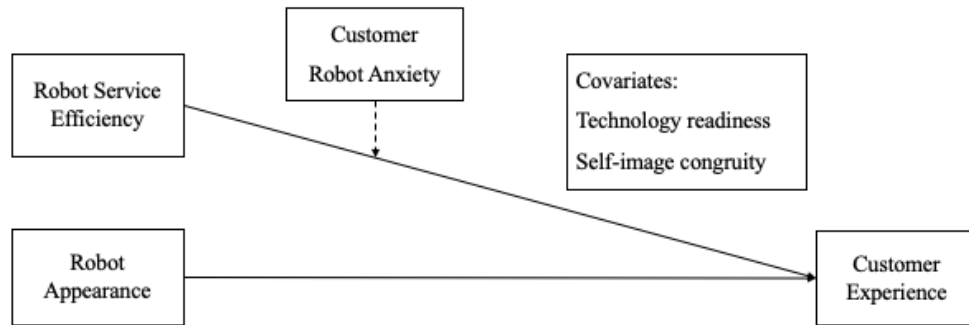 Customer
Robot Anxiety
Robot Service
Efficiency
Covariates:
Technology readiness
Self-image congruity
Robot
Appearance
Customer
Experience